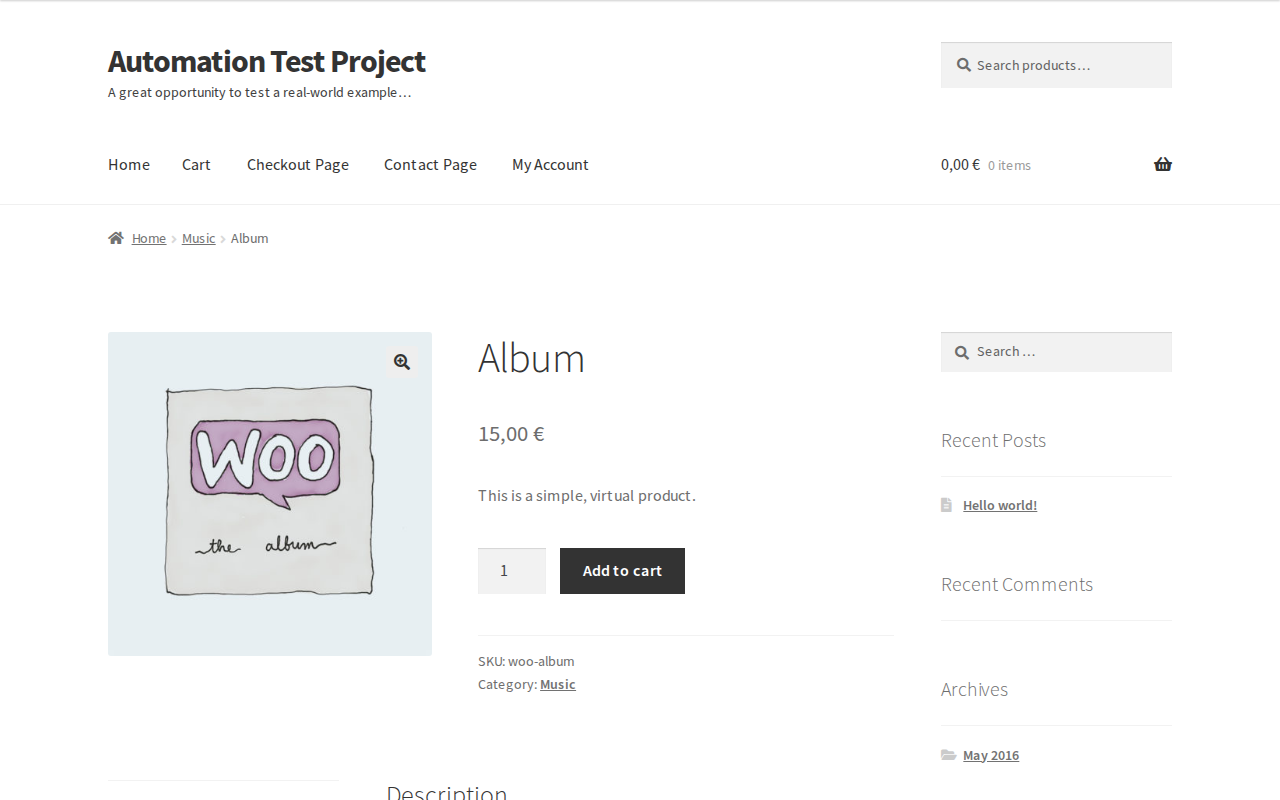 Automation Test Project
A great opportunity to test a real-world example…
Search products…
Home Cart Checkout Page Contact Page My Account
0,00 € 0 items
Home Music Album
WOO
the album
Album
15,00 €
This is a simple, virtual product.
1 Add to cart
SKU: woo-album
Category: Music
Search …
Recent Posts
Hello world!
Recent Comments
Archives
May 2016
Description